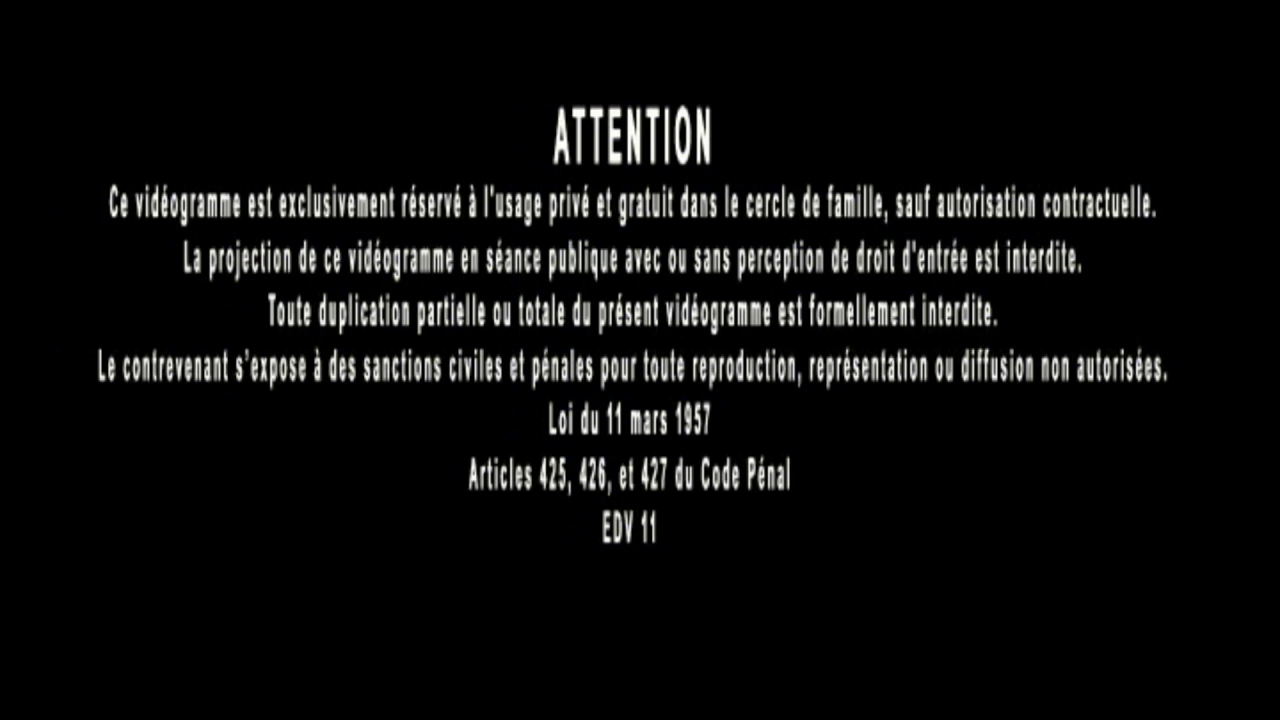 ATTENTION
Ce vidéogramme est exclusivement réservé à l'usage privé et gratuit dans le cercle de famille, sauf autorisation contractuelle.
La projection de ce vidéogramme en séance publique avec ou sans perception de droit d'entrée est interdite.
Toute duplication partielle ou totale du présent vidéogramme est formellement interdite.
Le contrevenant s'expose à des sanctions civiles et pénales pour toute reproduction, représentation ou diffusion non autorisées.
Loi du 11 mars 1957
Articles 425, 426, et 427 du Code Pénal
EDV 11